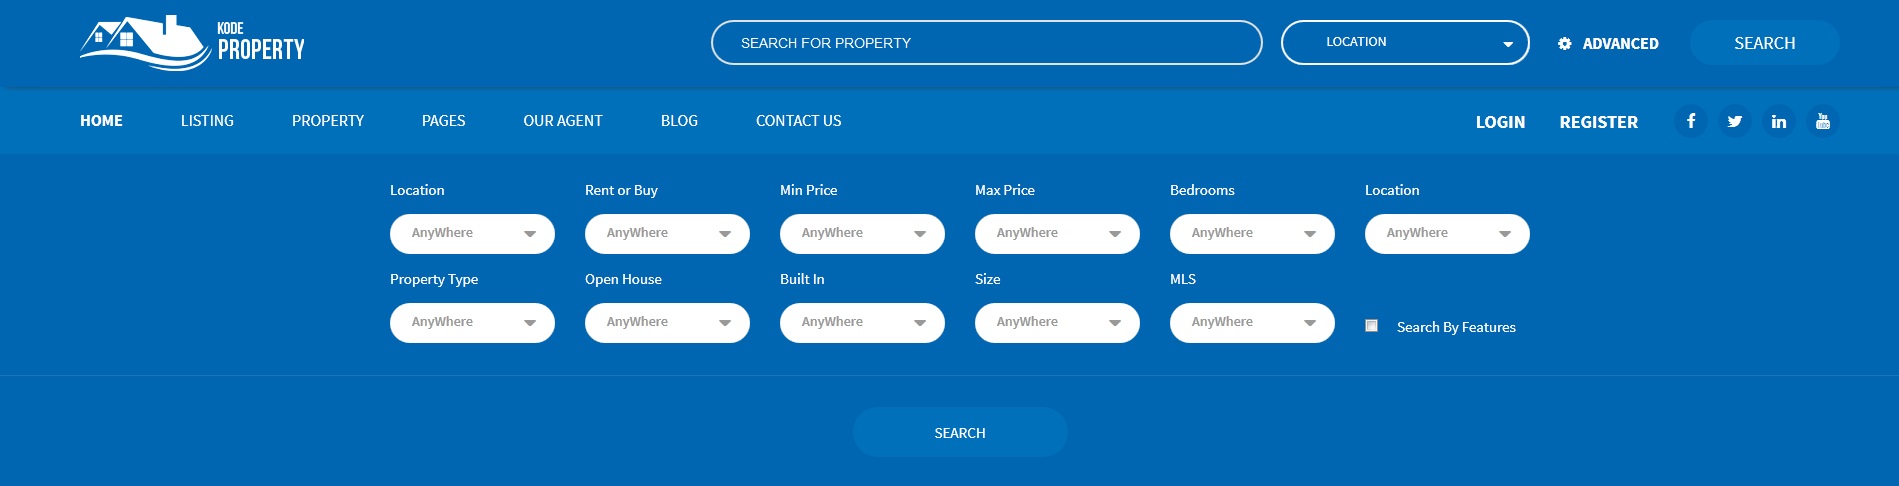 KODE
PROPERTY
SEARCH FOR PROPERTY
LOCATION
ADVANCED
SEARCH
HOME LISTING PROPERTY PAGES OUR AGENT BLOG CONTACT US
LOGIN REGISTER
Location Rent or Buy Min Price Max Price Bedrooms Location
AnyWhere AnyWhere AnyWhere AnyWhere AnyWhere AnyWhere
Property Type Open House Built In Size MLS
AnyWhere AnyWhere AnyWhere AnyWhere AnyWhere
Search By Features
SEARCH